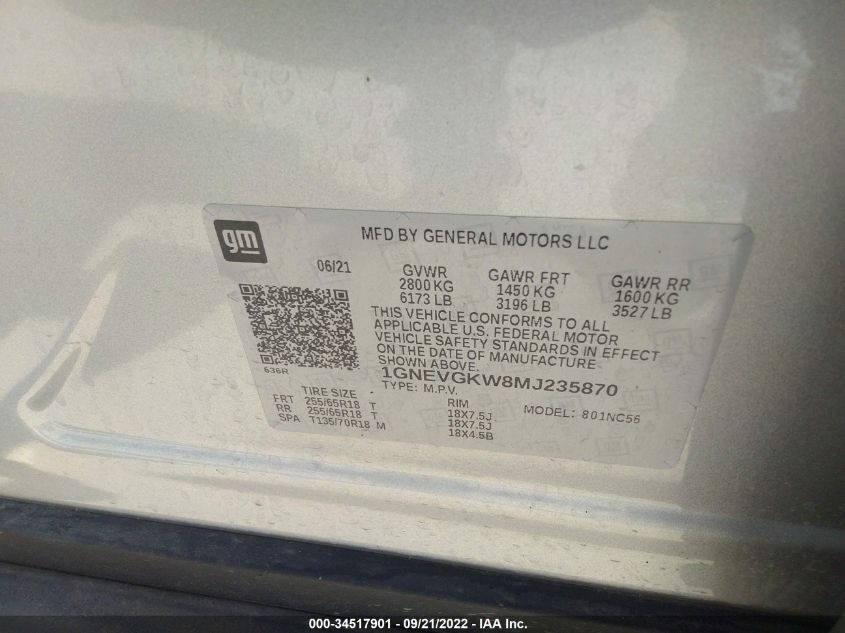 gm
MFD BY GENERAL MOTORS LLC
06/21 GVWR GAWR FRT GAWR RR
2800 KG 1450 KG 1600 KG
6173 LB 3196 LB 3527 LB
THIS VEHICLE CONFORMS TO ALL
APPLICABLE U.S. FEDERAL MOTOR
VEHICLE SAFETY STANDARDS IN EFFECT
ON THE DATE OF MANUFACTURE
SHOWN ABOVE.
636R
1GNEVGKW8MJ235870
TYPE: M.P.V. MODEL: 801NC56
TIRE SIZE RIM
FRT 255/65R18 T 18X7.5J
RR 255/65R18 T 18X7.5J
SPA T135/70R18 M 18X4.5B
000-34517901 - 09/21/2022 - IAA Inc.